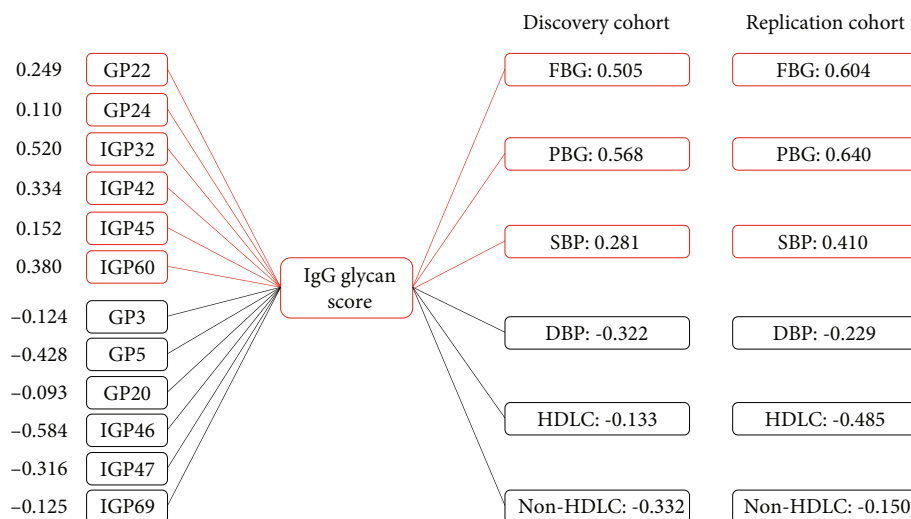 Discovery cohort Replication cohort
0.249 GP22 FBG: 0.505 FBG: 0.604
0.110 GP24
0.520 IGP32 PBG: 0.568 PBG: 0.640
0.334 IGP42
0.152 IGP45 SBP: 0.281 SBP: 0.410
0.380 IGP60
IgG glycan
score
–0.124 GP3 DBP: -0.322 DBP: -0.229
–0.428 GP5
–0.093 GP20
–0.584 IGP46 HDLC: -0.133 HDLC: -0.485
–0.316 IGP47
–0.125 IGP69 Non-HDLC: -0.332 Non-HDLC: -0.150